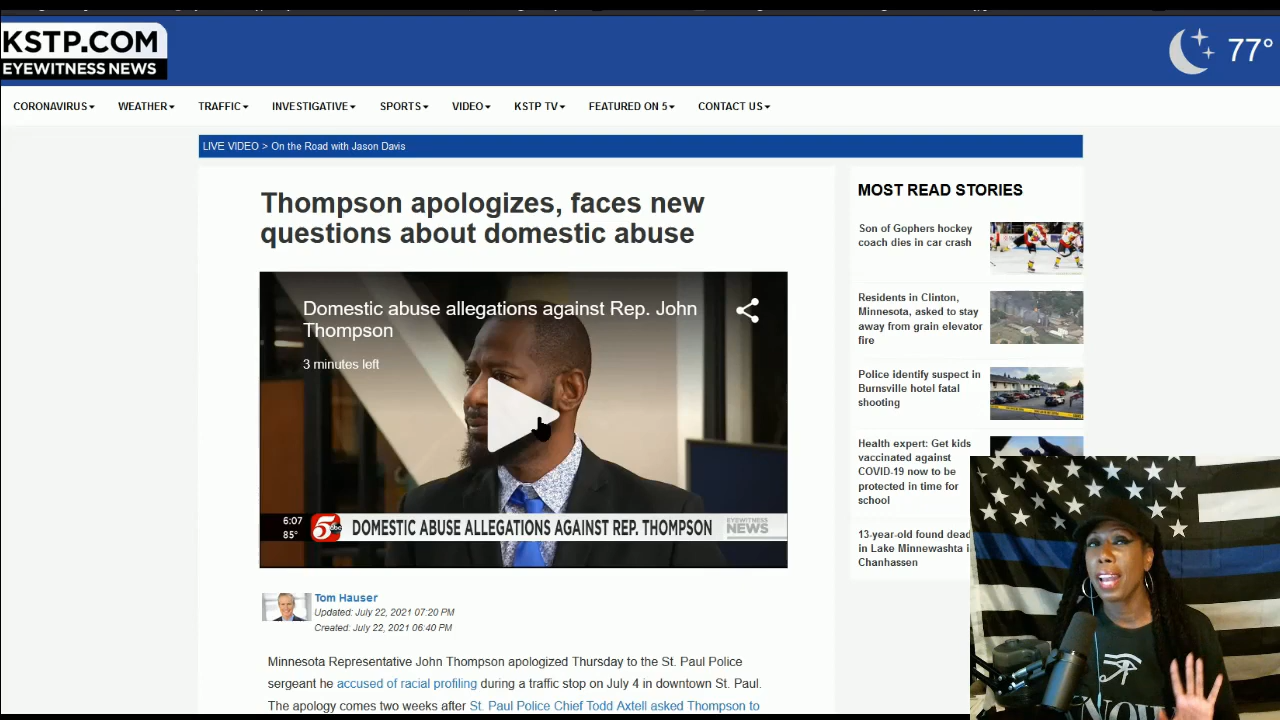 KSTP.COM
EYEWITNESS NEWS
77°
CORONAVIRUS WEATHER TRAFFIC INVESTIGATIVE SPORTS VIDEO KSTP TV FEATURED ON 5 CONTACT US
LIVE VIDEO > On the Road with Jason Davis
Thompson apologizes, faces new
questions about domestic abuse
Domestic abuse allegations against Rep. John
Thompson
3 minutes left
6:07
85°
5
abc
DOMESTIC ABUSE ALLEGATIONS AGAINST REP. THOMPSON
EYEWITNESS
NEWS
Tom Hauser
Updated: July 22, 2021 07:20 PM
Created: July 22, 2021 06:40 PM
Minnesota Representative John Thompson apologized Thursday to the St. Paul Police
sergeant he accused of racial profiling during a traffic stop on July 4 in downtown St. Paul.
The apology comes two weeks after St. Paul Police Chief Todd Axtell asked Thompson to
MOST READ STORIES
Son of Gophers hockey
coach dies in car crash
Residents in Clinton,
Minnesota, asked to stay
away from grain elevator
fire
Police identify suspect in
Burnsville hotel fatal
shooting
Health expert: Get kids
vaccinated against
COVID-19 now to be
protected in time for
school
13-year-old found dead
in Lake Minnewashta i
Chanhassen